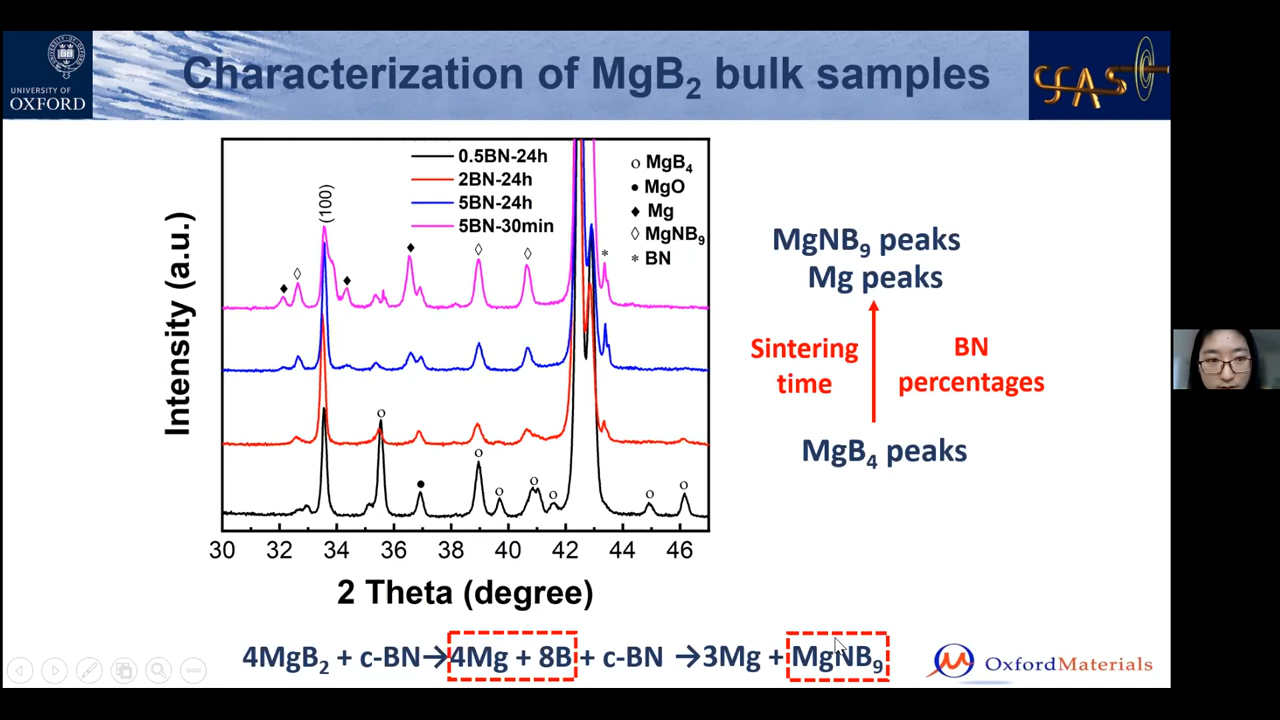 UNIVERSITY OF
OXFORD
Characterization of MgB₂ bulk samples
SFAST
Intensity (a.u.)
(100)
0.5BN-24h
2BN-24h
5BN-24h
5BN-30min
○ MgB₄
● MgO
♦ Mg
◊ MgNB₉
* BN
30 32 34 36 38 40 42 44 46
2 Theta (degree)
MgNB₉ peaks
Mg peaks
Sintering
time
BN
percentages
MgB₄ peaks
4MgB₂ + c-BN→4Mg + 8B + c-BN →3Mg + MgNB₉
OxfordMaterials